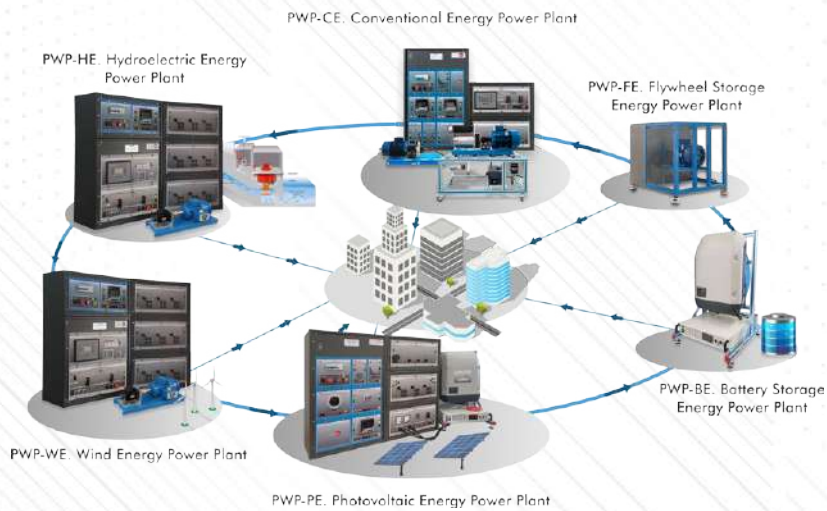 PWP-CE. Conventional Energy Power Plant
PWP-HE. Hydroelectric Energy
Power Plant
PWP-FE. Flywheel Storage
Energy Power Plant
PWP-BE. Battery Storage
Energy Power Plant
PWP-WE. Wind Energy Power Plant
PWP-PE. Photovoltaic Energy Power Plant